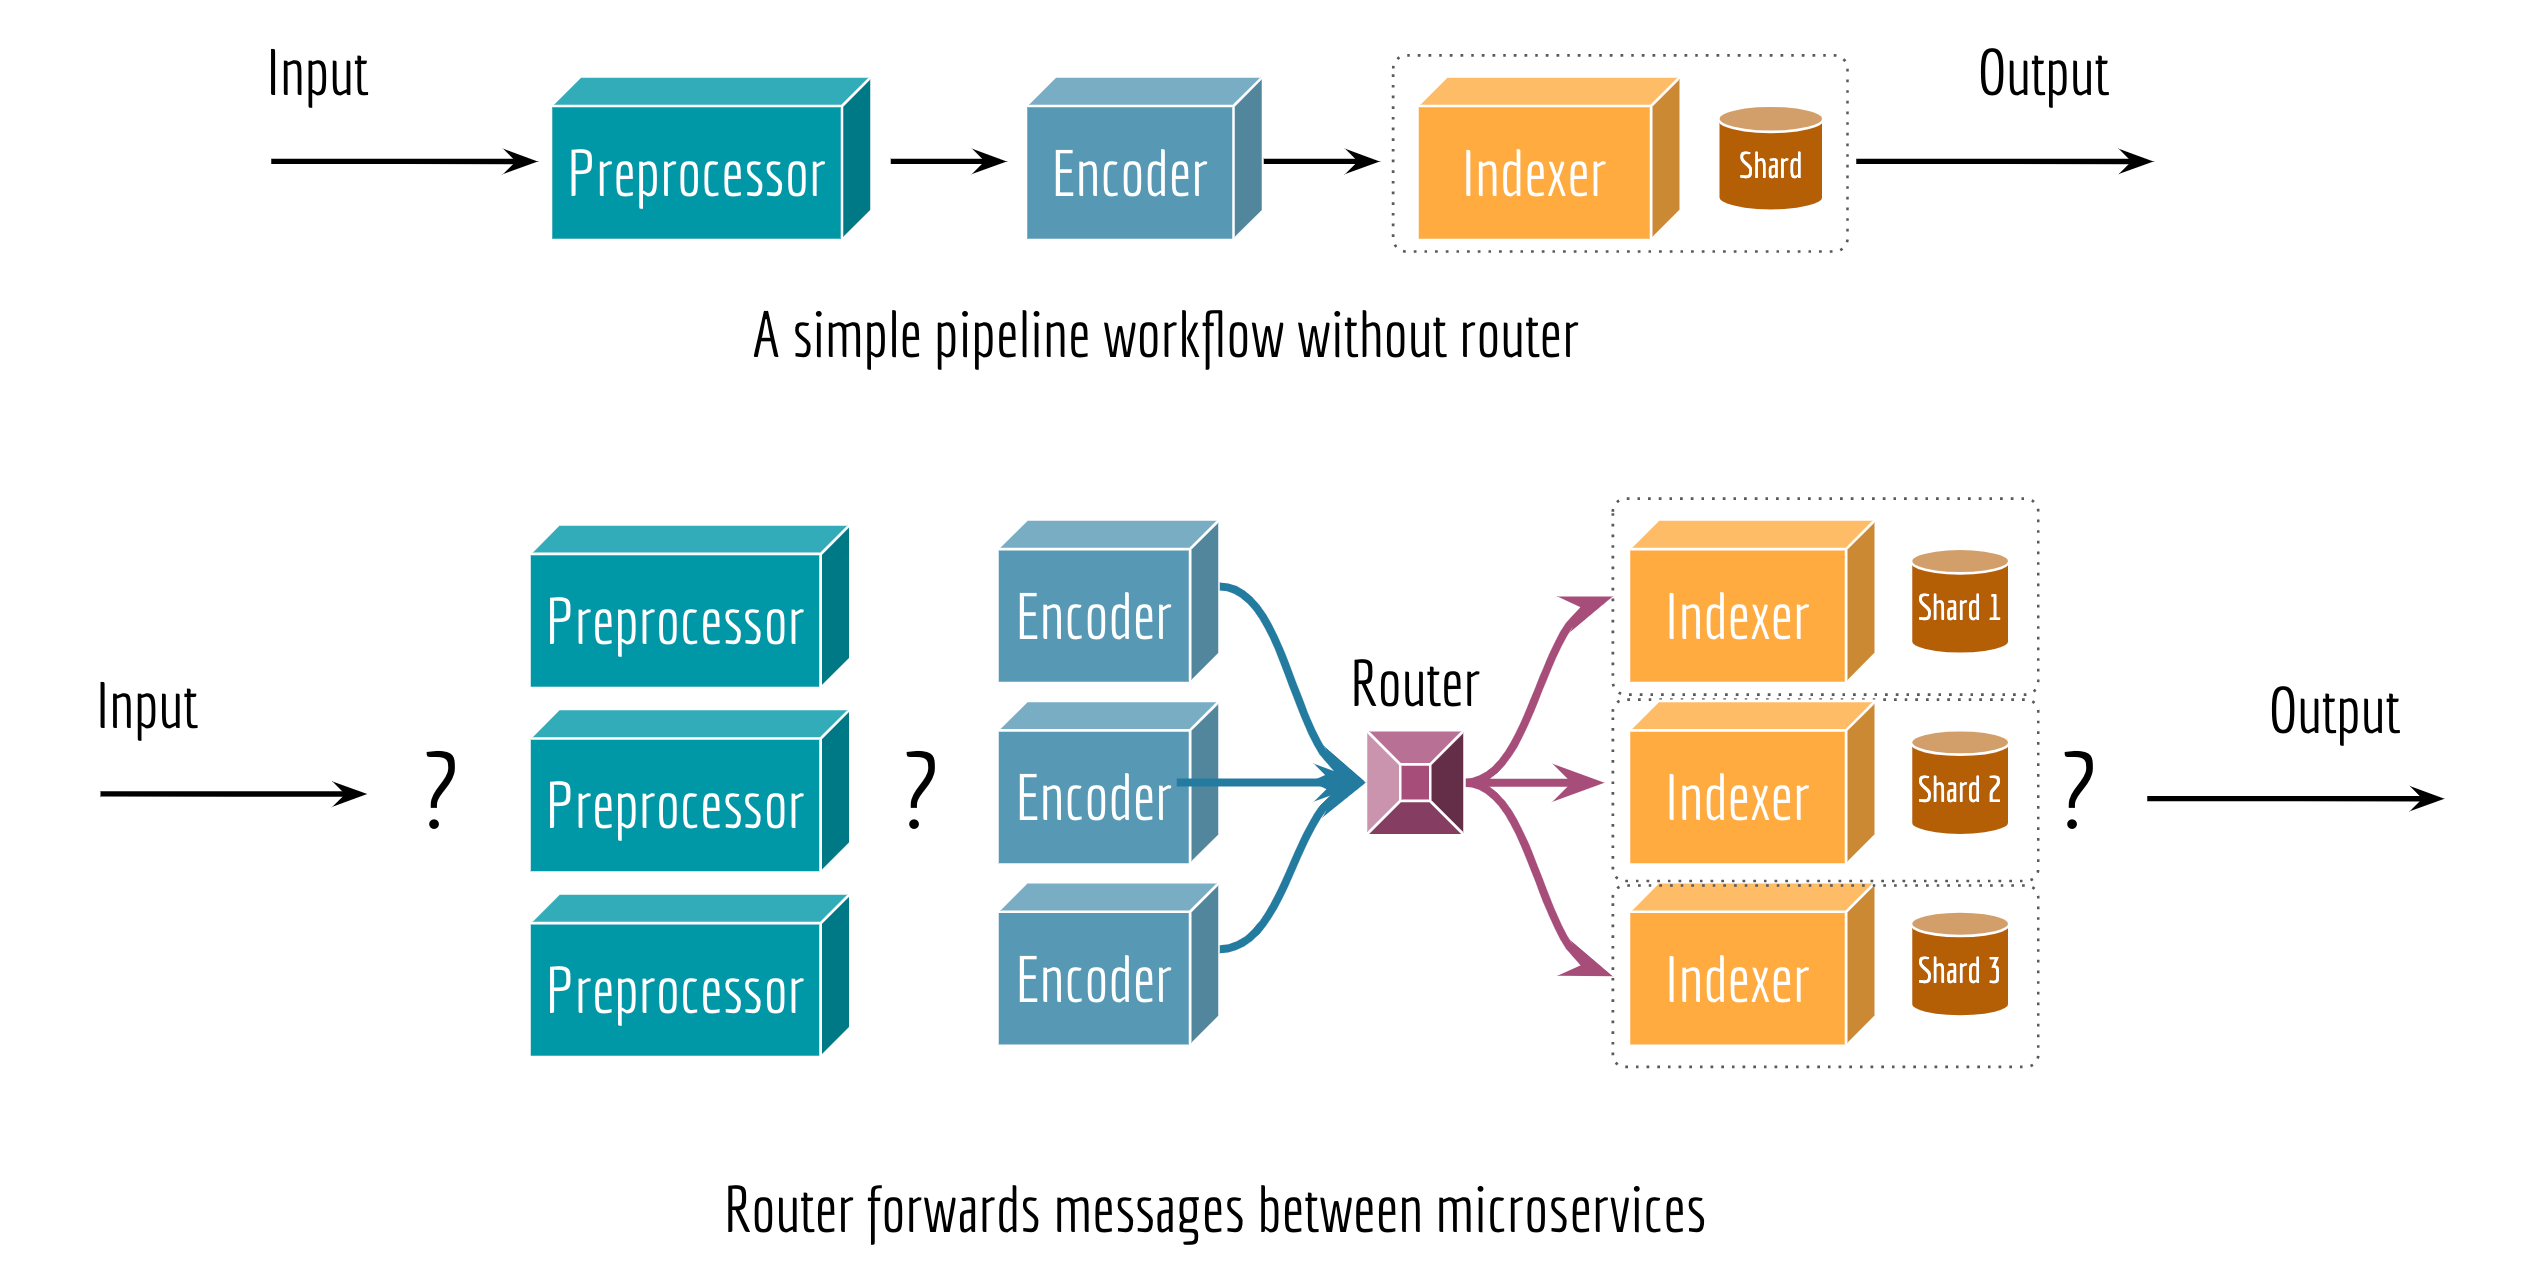 Input
Output
Preprocessor
Encoder
Indexer
Shard
A simple pipeline workflow without router
Preprocessor
Encoder
Indexer
Shard 1
Input
Router
Output
?
Preprocessor
?
Encoder
Indexer
Shard 2
?
Preprocessor
Encoder
Indexer
Shard 3
Router forwards messages between microservices